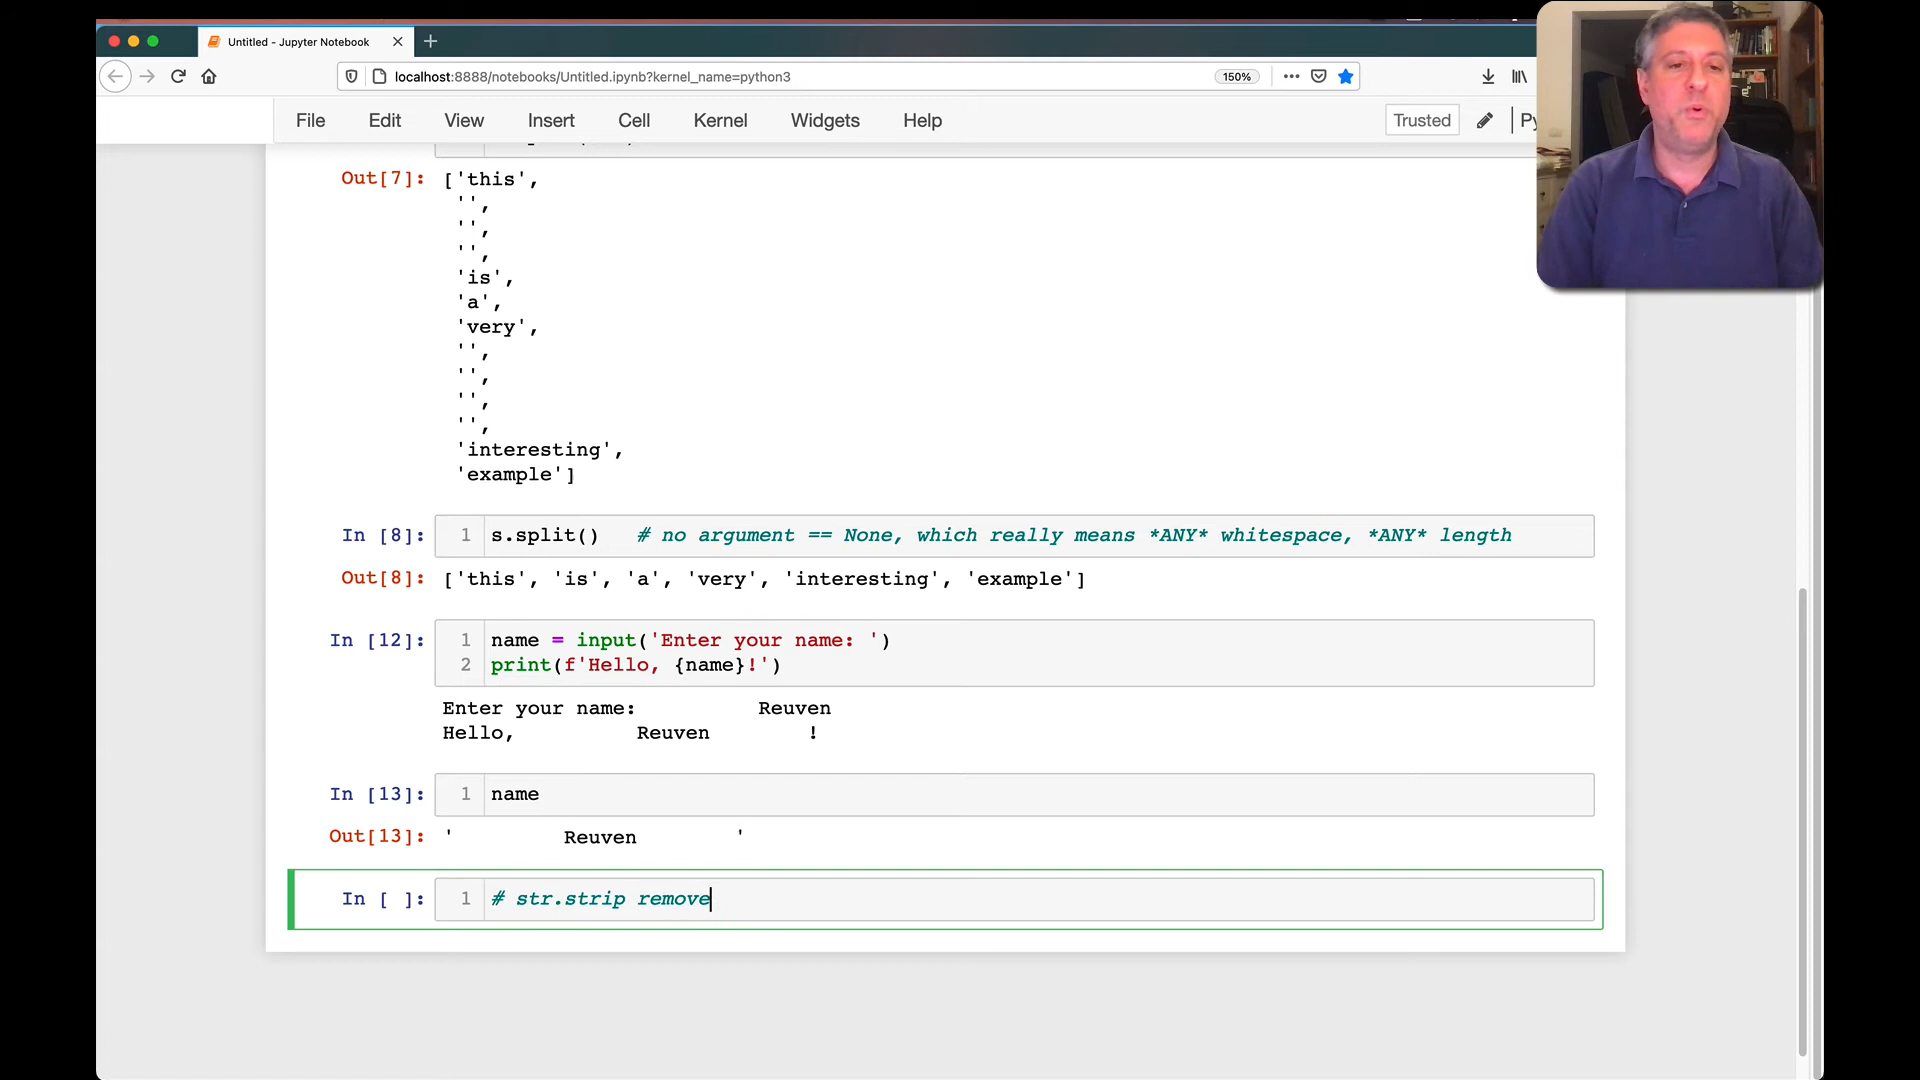 Untitled - Jupyter Notebook
localhost:8888/notebooks/Untitled.ipynb?kernel_name=python3
150%
File Edit View Insert Cell Kernel Widgets Help
Trusted
Py
Out[7]: ['this',
'',
'',
'',
'is',
'a',
'very',
'',
'',
'',
'',
'interesting',
'example']
In [8]: 1 s.split() # no argument == None, which really means *ANY* whitespace, *ANY* length
Out[8]: ['this', 'is', 'a', 'very', 'interesting', 'example']
In [12]: 1 name = input('Enter your name: ')
2 print(f'Hello, {name}!')
Enter your name: Reuven
Hello, Reuven !
In [13]: 1 name
Out[13]: ' Reuven '
In [ ]: 1 # str.strip remove